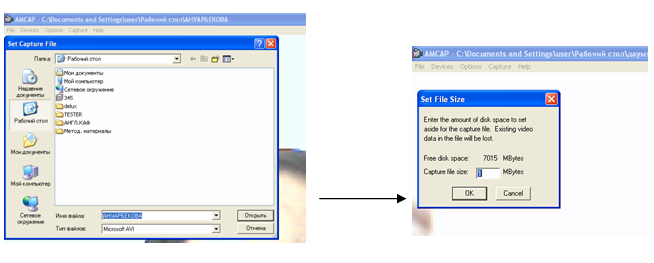 AMCAP - C:\Documents and Settings\user\Рабочий стол\АНУАРБЕКОВА
File Devices Options Capture Help
Set Capture File
Папка: Рабочий стол
Недавние документы
Рабочий стол
Мои документы
Мой компьютер
Сетевое окружение
Мои документы
Мой компьютер
Сетевое окружение
345
delux
TESTER
АНГЛ.КАФ
Метод. материалы
Имя файла: АНУАРБЕКОВА Открыть
Тип файлов: Microsoft AVI Отмена
AMCAP - C:\Documents and Settings\user\Рабочий стол\дауыл
File Devices Options Capture Help
Set File Size
Enter the amount of disk space to set
aside for the capture file. Existing video
data in the file will be lost.
Free disk space: 7015 MBytes
Capture file size: 1 MBytes
OK Cancel